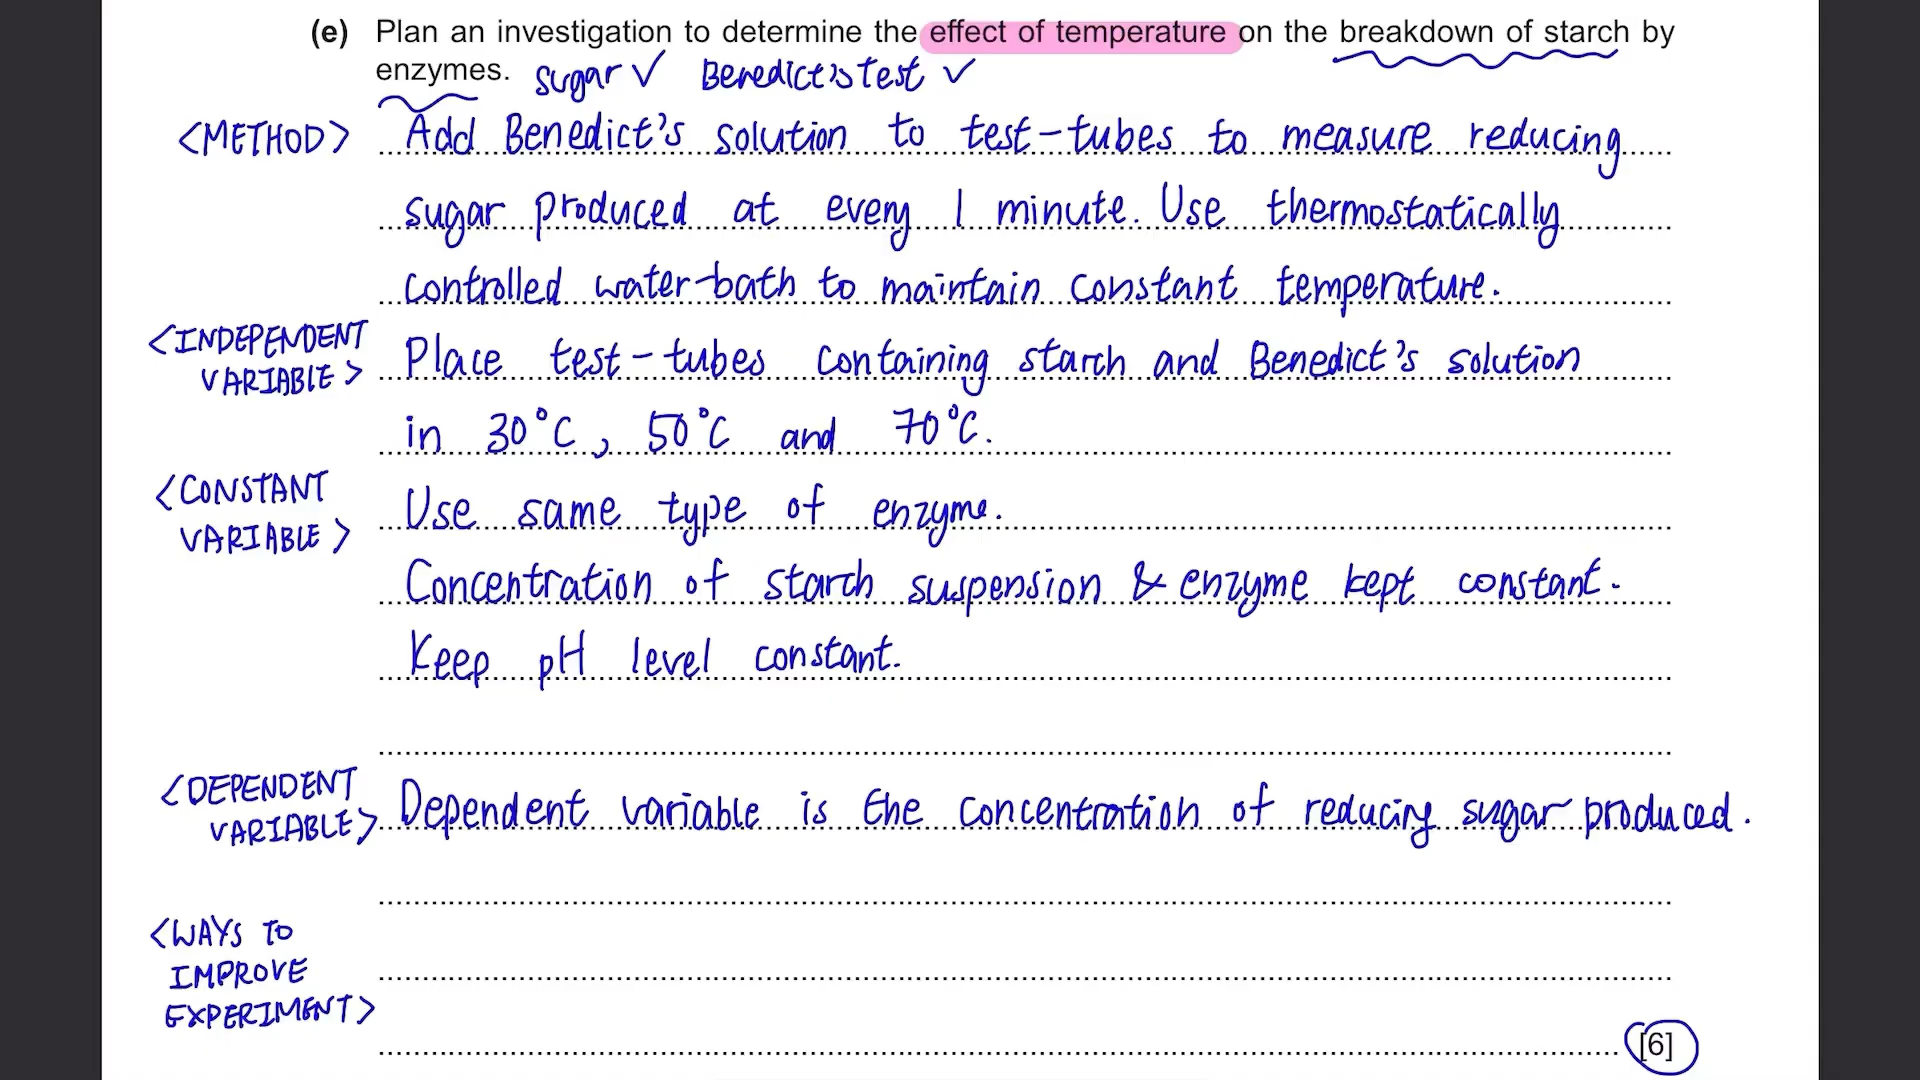 (e) Plan an investigation to determine the effect of temperature on the breakdown of starch by
enzymes. sugar ✓ Benedict's test ✓
<METHOD> Add Benedict's solution to test-tubes to measure reducing
sugar produced at every 1 minute. Use thermostatically
controlled water-bath to maintain constant temperature.
<INDEPENDENT
VARIABLE> Place test-tubes containing starch and Benedict's solution
in 30°C, 50°C and 70°C.
<CONSTANT
VARIABLE> Use same type of enzyme.
Concentration of starch suspension & enzyme kept constant.
Keep pH level constant.
<DEPENDENT
VARIABLE> Dependent variable is the concentration of reducing sugar produced.
<WAYS TO
IMPROVE
EXPERIMENT>
[6]